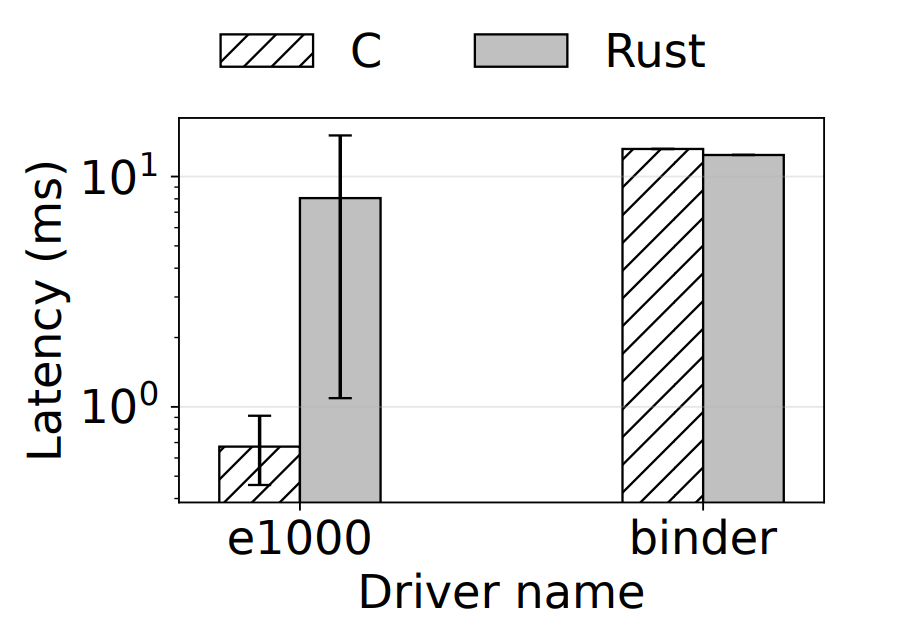 C Rust
Latency (ms)
10¹
10⁰
e1000 binder
Driver name